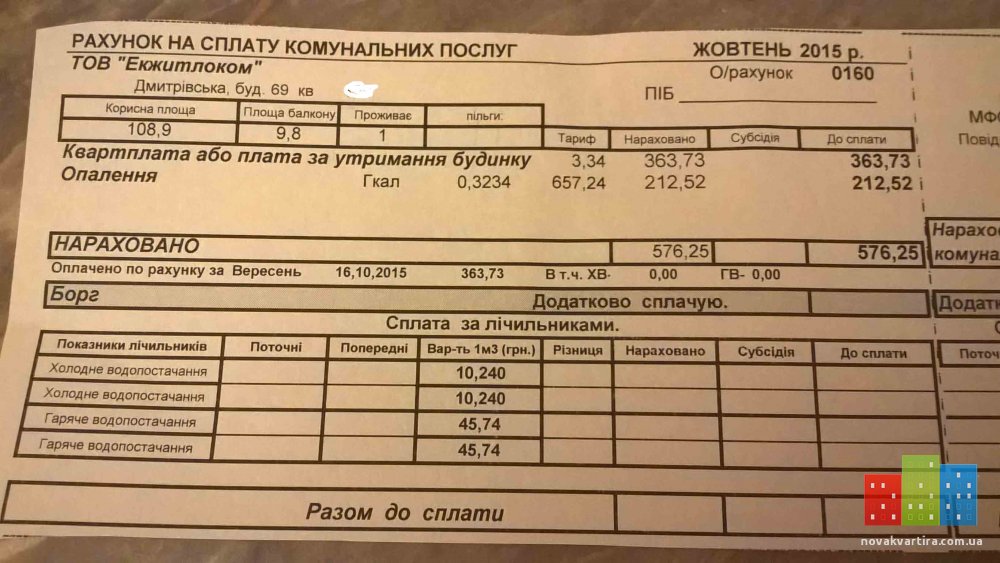 РАХУНОК НА СПЛАТУ КОМУНАЛЬНИХ ПОСЛУГ ЖОВТЕНЬ 2015 р.
ТОВ "Екжитлоком" О/рахунок 0160
Дмитрівська, буд. 69 кв ПІБ
Корисна площа Площа балкону Проживає пільги:
108,9 9,8 1 Тариф Нараховано Субсідія До сплати
Квартплата або плата за утримання будинку 3,34 363,73 363,73
Опалення Гкал 0,3234 657,24 212,52 212,52
НАРАХОВАНО 576,25 576,25
Оплачено по рахунку за Вересень 16,10,2015 363,73 В т.ч. ХВ- 0,00 ГВ- 0,00
Борг Додатково сплачую.
Сплата за лічильниками.
Показники лічильників Поточні Попередні Вар-ть 1м3 (грн.) Різниця Нараховано Субсідія До сплати
Холодне водопостачання 10,240
Холодне водопостачання 10,240
Гаряче водопостачання 45,74
Гаряче водопостачання 45,74
Разом до сплати
novakvartira.com.ua